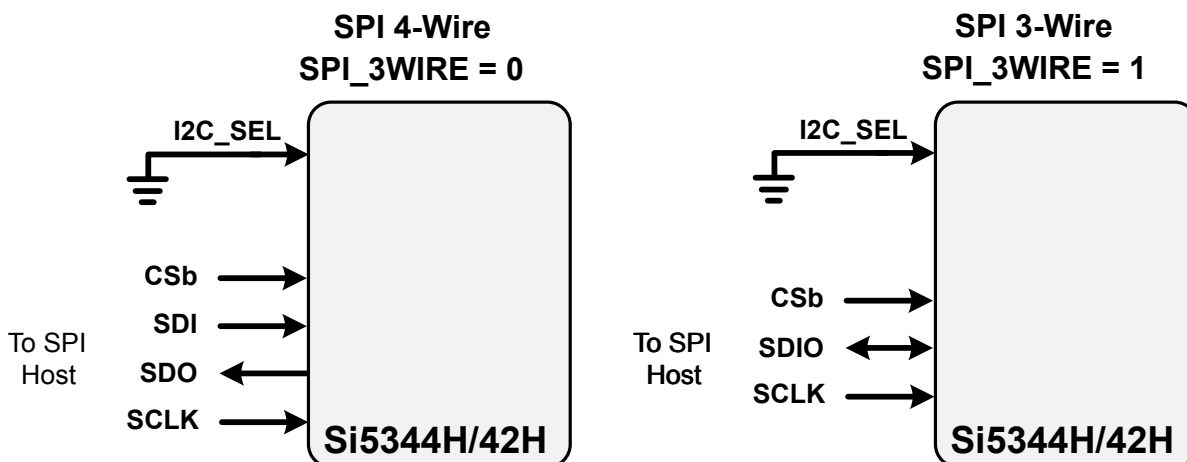 SPI 4-Wire
SPI_3WIRE = 0
I2C_SEL
CSb
SDI
To SPI
Host
SDO
SCLK
Si5344H/42H
SPI 3-Wire
SPI_3WIRE = 1
I2C_SEL
CSb
To SPI
Host
SDIO
SCLK
Si5344H/42H